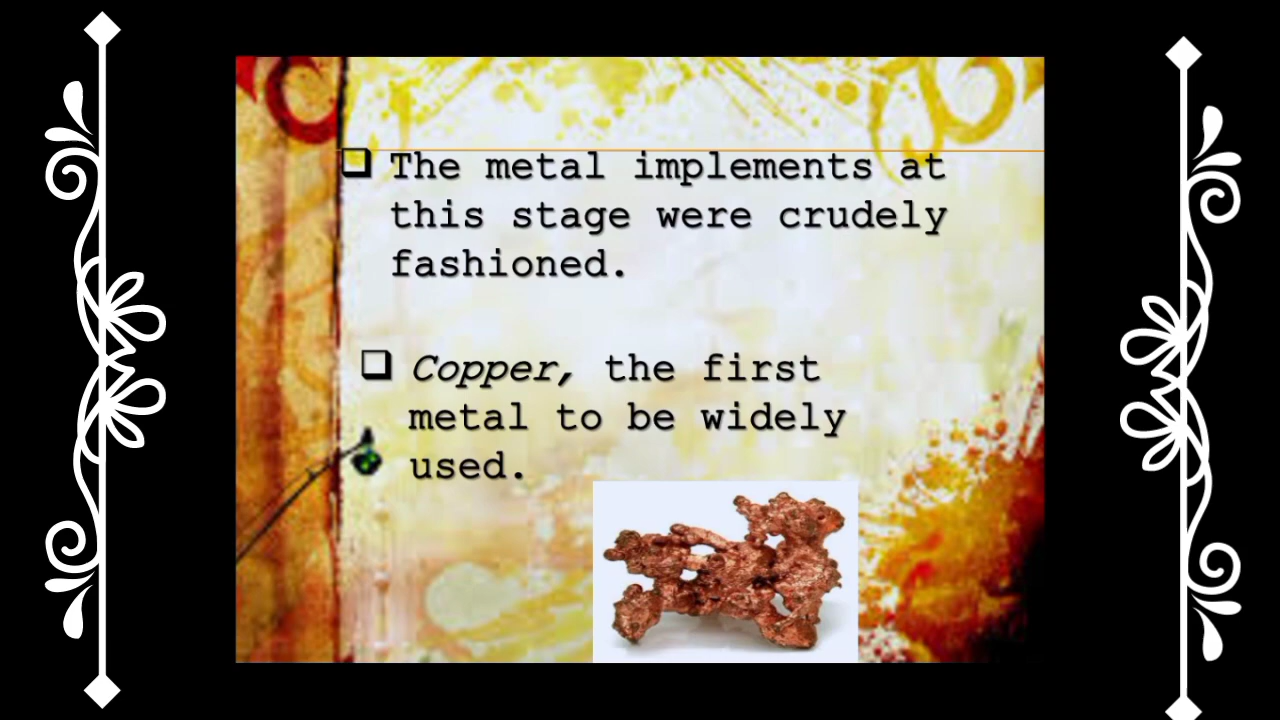 The metal implements at
this stage were crudely
fashioned.
Copper, the first
metal to be widely
used.